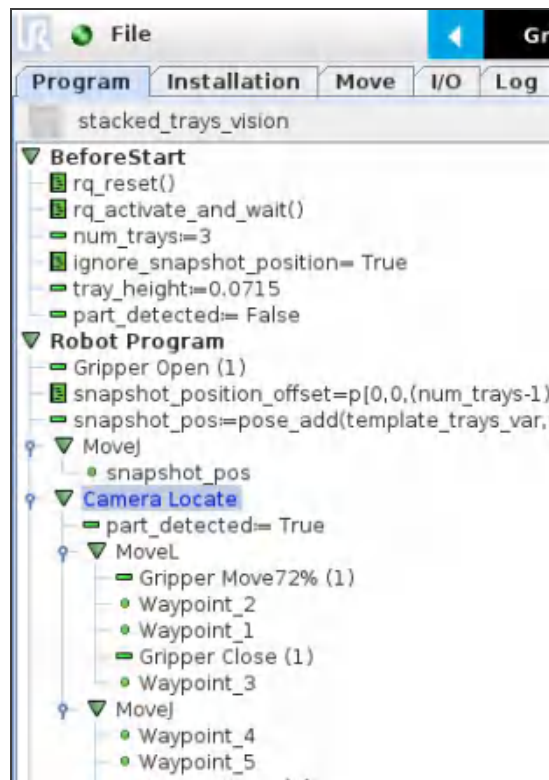 File
Gr
Program Installation Move I/O Log
stacked_trays_vision
BeforeStart
rq_reset()
rq_activate_and_wait()
num_trays:=3
ignore_snapshot_position= True
tray_height:=0.0715
part_detected:= False
Robot Program
Gripper Open (1)
snapshot_position_offset=p[0,0,(num_trays-1)
snapshot_pos:=pose_add(template_trays_var,
MoveJ
snapshot_pos
Camera Locate
part_detected:= True
MoveL
Gripper Move72% (1)
Waypoint_2
Waypoint_1
Gripper Close (1)
Waypoint_3
MoveJ
Waypoint_4
Waypoint_5